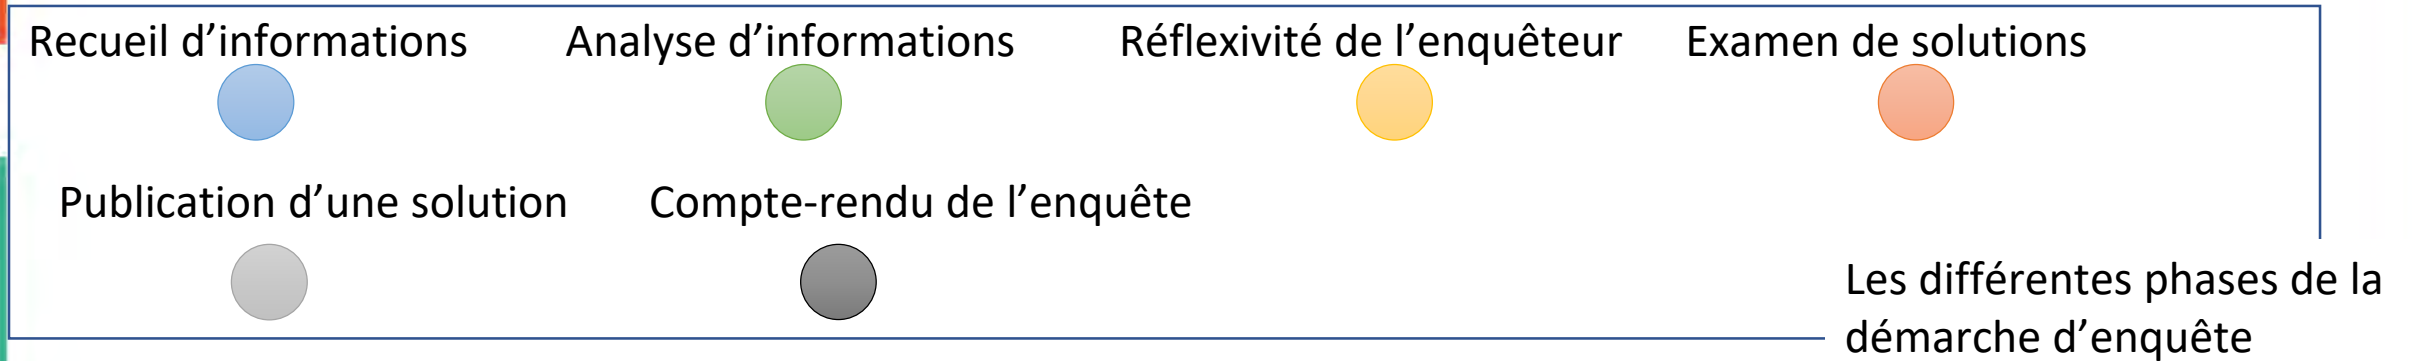 Recueil d’informations
Analyse d’informations
Réflexivité de l’enquêteur
Examen de solutions
Publication d’une solution
Compte-rendu de l’enquête
Les différentes phases de la
démarche d’enquête